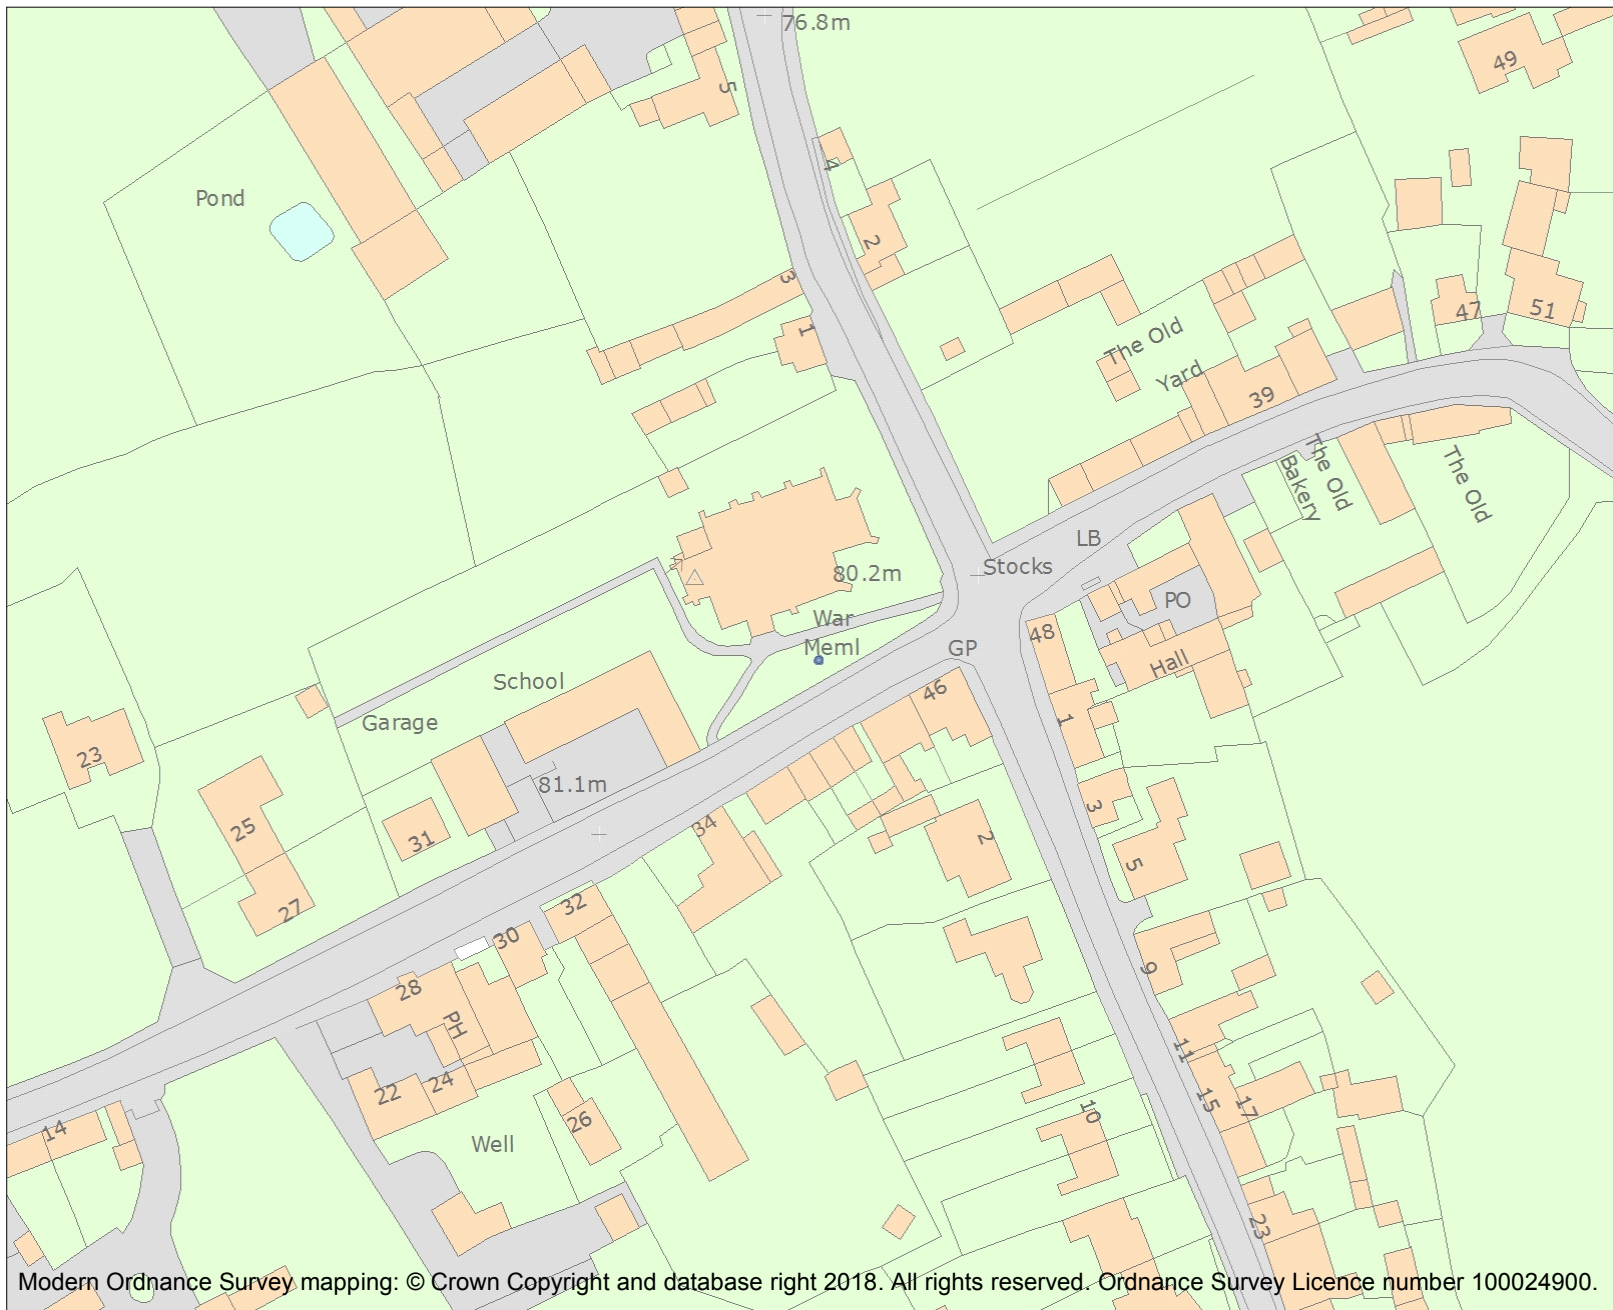 76.8m
49
5
4
Pond
2
3
1
47
51
The Old
Yard
39
The Old
Bakery
The Old
LB
Stocks
80.2m
PO
War
Meml
48
GP
Hall
School
46
Garage
1
23
81.1m
3
25
31
34
2
5
27
32
30
9
28
PH
11
22
24
15
17
10
26
14
Well
23
Modern Ordnance Survey mapping: © Crown Copyright and database right 2018. All rights reserved. Ordnance Survey Licence number 100024900.